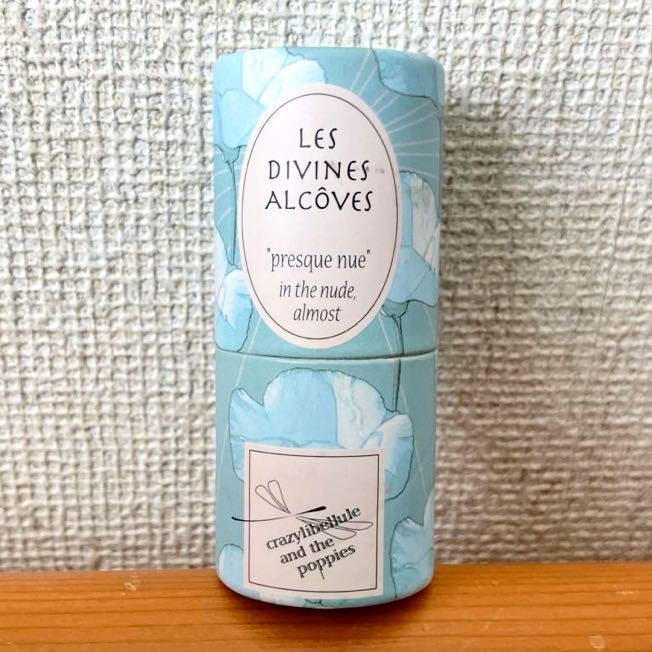 LES
DIVINES
ALCÔVES
"presque nue"
in the nude,
almost
crazylibellule
and the
poppies